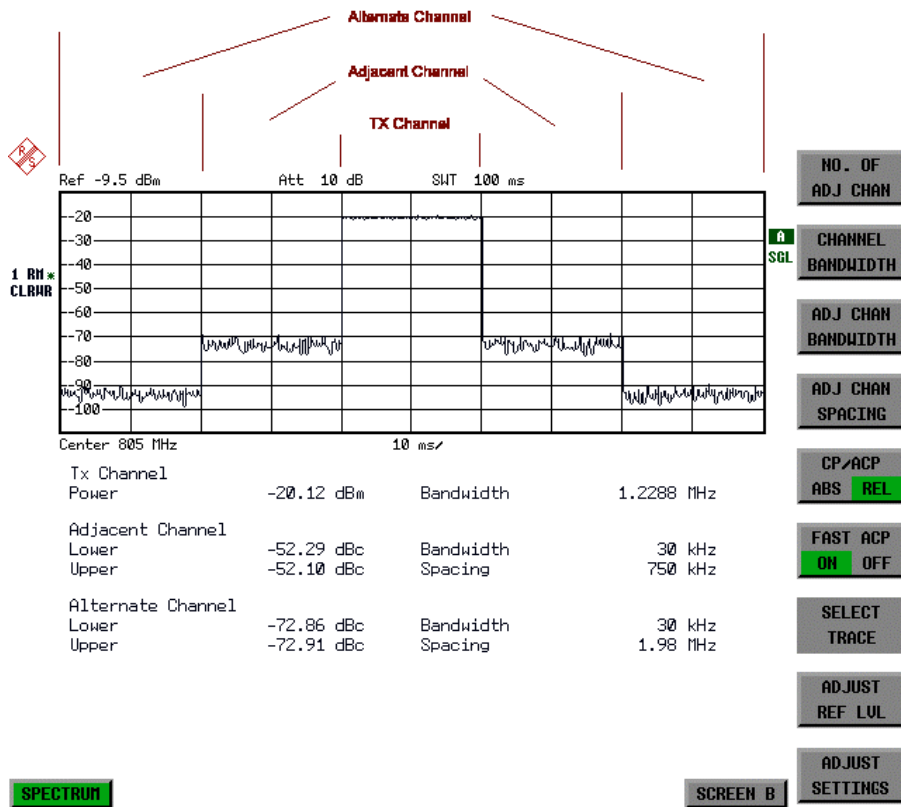 Alternate Channel
Adjacent Channel
TX Channel
R S
Ref -9.5 dBm Att 10 dB SWT 100 ms
-20
-30
-40
-50
-60
-70
-80
-90
-100
1 RM*
CLRWR
A
SGL
Center 805 MHz 10 ms/
Tx Channel
Power -20.12 dBm Bandwidth 1.2288 MHz
Adjacent Channel
Lower -52.29 dBc Bandwidth 30 kHz
Upper -52.10 dBc Spacing 750 kHz
Alternate Channel
Lower -72.86 dBc Bandwidth 30 kHz
Upper -72.91 dBc Spacing 1.98 MHz
NO. OF
ADJ CHAN
CHANNEL
BANDWIDTH
ADJ CHAN
BANDWIDTH
ADJ CHAN
SPACING
CP/ACP
ABS REL
FAST ACP
ON OFF
SELECT
TRACE
ADJUST
REF LVL
ADJUST
SETTINGS
SPECTRUM
SCREEN B